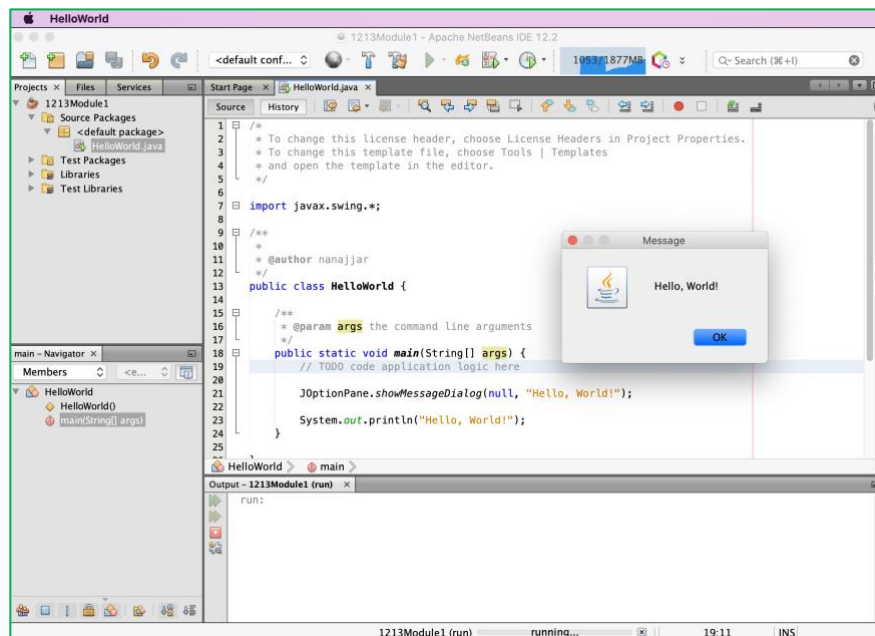 HelloWorld
1213Module1 - Apache NetBeans IDE 12.2
<default conf...
1053/1877MB
Search (⌘+I)
Projects
Files
Services
Start Page
HelloWorld.java
1213Module1
Source Packages
<default package>
HelloWorld.java
Test Packages
Libraries
Test Libraries
Source
History
1 /*
2 * To change this license header, choose License Headers in Project Properties.
3 * To change this template file, choose Tools | Templates
4 * and open the template in the editor.
5 */
6
7 import javax.swing.*;
8
9 /**
10 *
11 * @author nanajjar
12 */
13 public class HelloWorld {
14
15 /**
16 * @param args the command line arguments
17 */
18 public static void main(String[] args) {
19 // TODO code application logic here
20
21 JOptionPane.showMessageDialog(null, "Hello, World!");
22
23 System.out.println("Hello, World!");
24 }
25
Message
Hello, World!
OK
main - Navigator
Members
<e...
HelloWorld
HelloWorld()
main(String[] args)
HelloWorld
main
Output - 1213Module1 (run)
run:
1213Module1 (run)
running...
19:11
INS